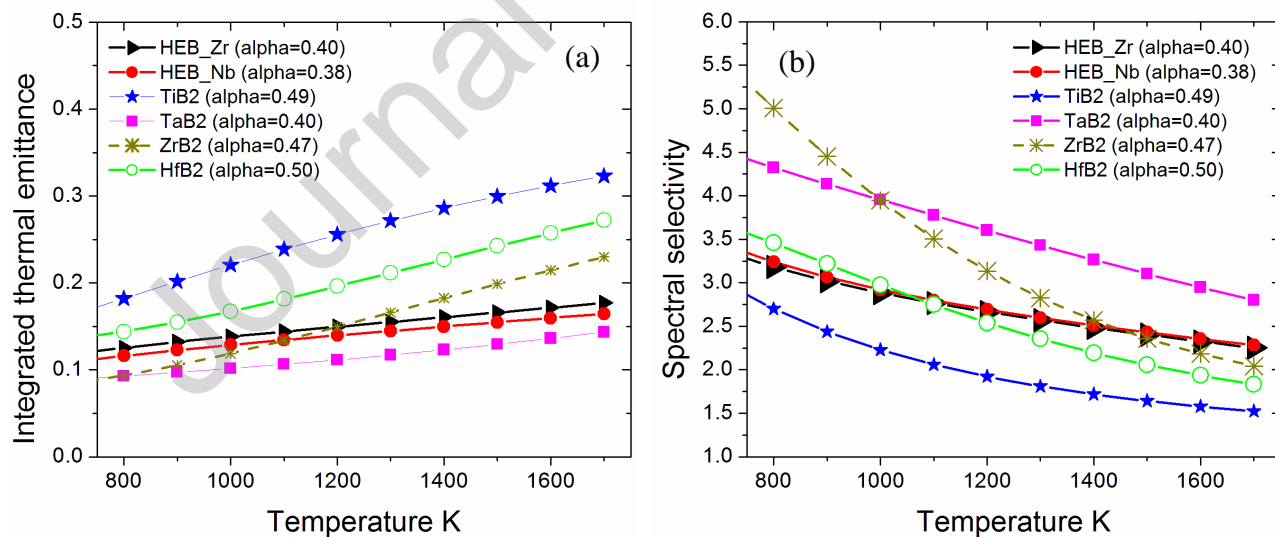 Journal
Integrated thermal emittance
0.5
0.4
0.3
0.2
0.1
0.0
HEB_Zr (alpha=0.40)
HEB_Nb (alpha=0.38)
TiB2 (alpha=0.49)
TaB2 (alpha=0.40)
ZrB2 (alpha=0.47)
HfB2 (alpha=0.50)
(a)
800 1000 1200 1400 1600
Temperature K
Spectral selectivity
6.0
5.5
5.0
4.5
4.0
3.5
3.0
2.5
2.0
1.5
1.0
(b)
HEB_Zr (alpha=0.40)
HEB_Nb (alpha=0.38)
TiB2 (alpha=0.49)
TaB2 (alpha=0.40)
ZrB2 (alpha=0.47)
HfB2 (alpha=0.50)
800 1000 1200 1400 1600
Temperature K